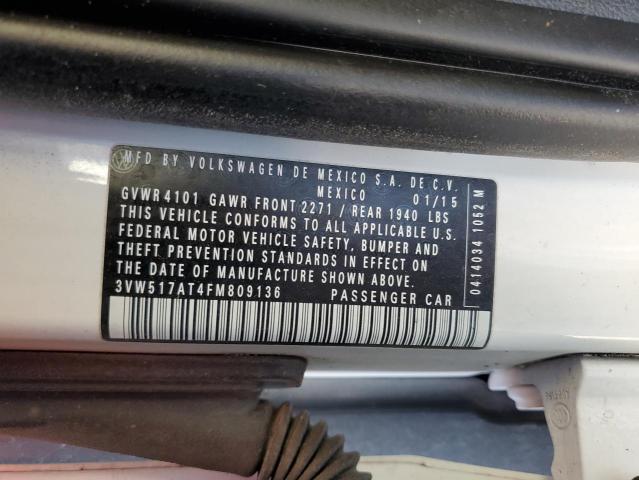 MFD BY VOLKSWAGEN DE MEXICO S.A. DE C.V.
MEXICO 01/15
GVWR 4101 GAWR FRONT 2271 / REAR 1940 LBS
THIS VEHICLE CONFORMS TO ALL APPLICABLE U.S.
FEDERAL MOTOR VEHICLE SAFETY, BUMPER AND
THEFT PREVENTION STANDARDS IN EFFECT ON
THE DATE OF MANUFACTURE SHOWN ABOVE.
3VW517AT4FM809136 PASSENGER CAR
0414034 1052 M